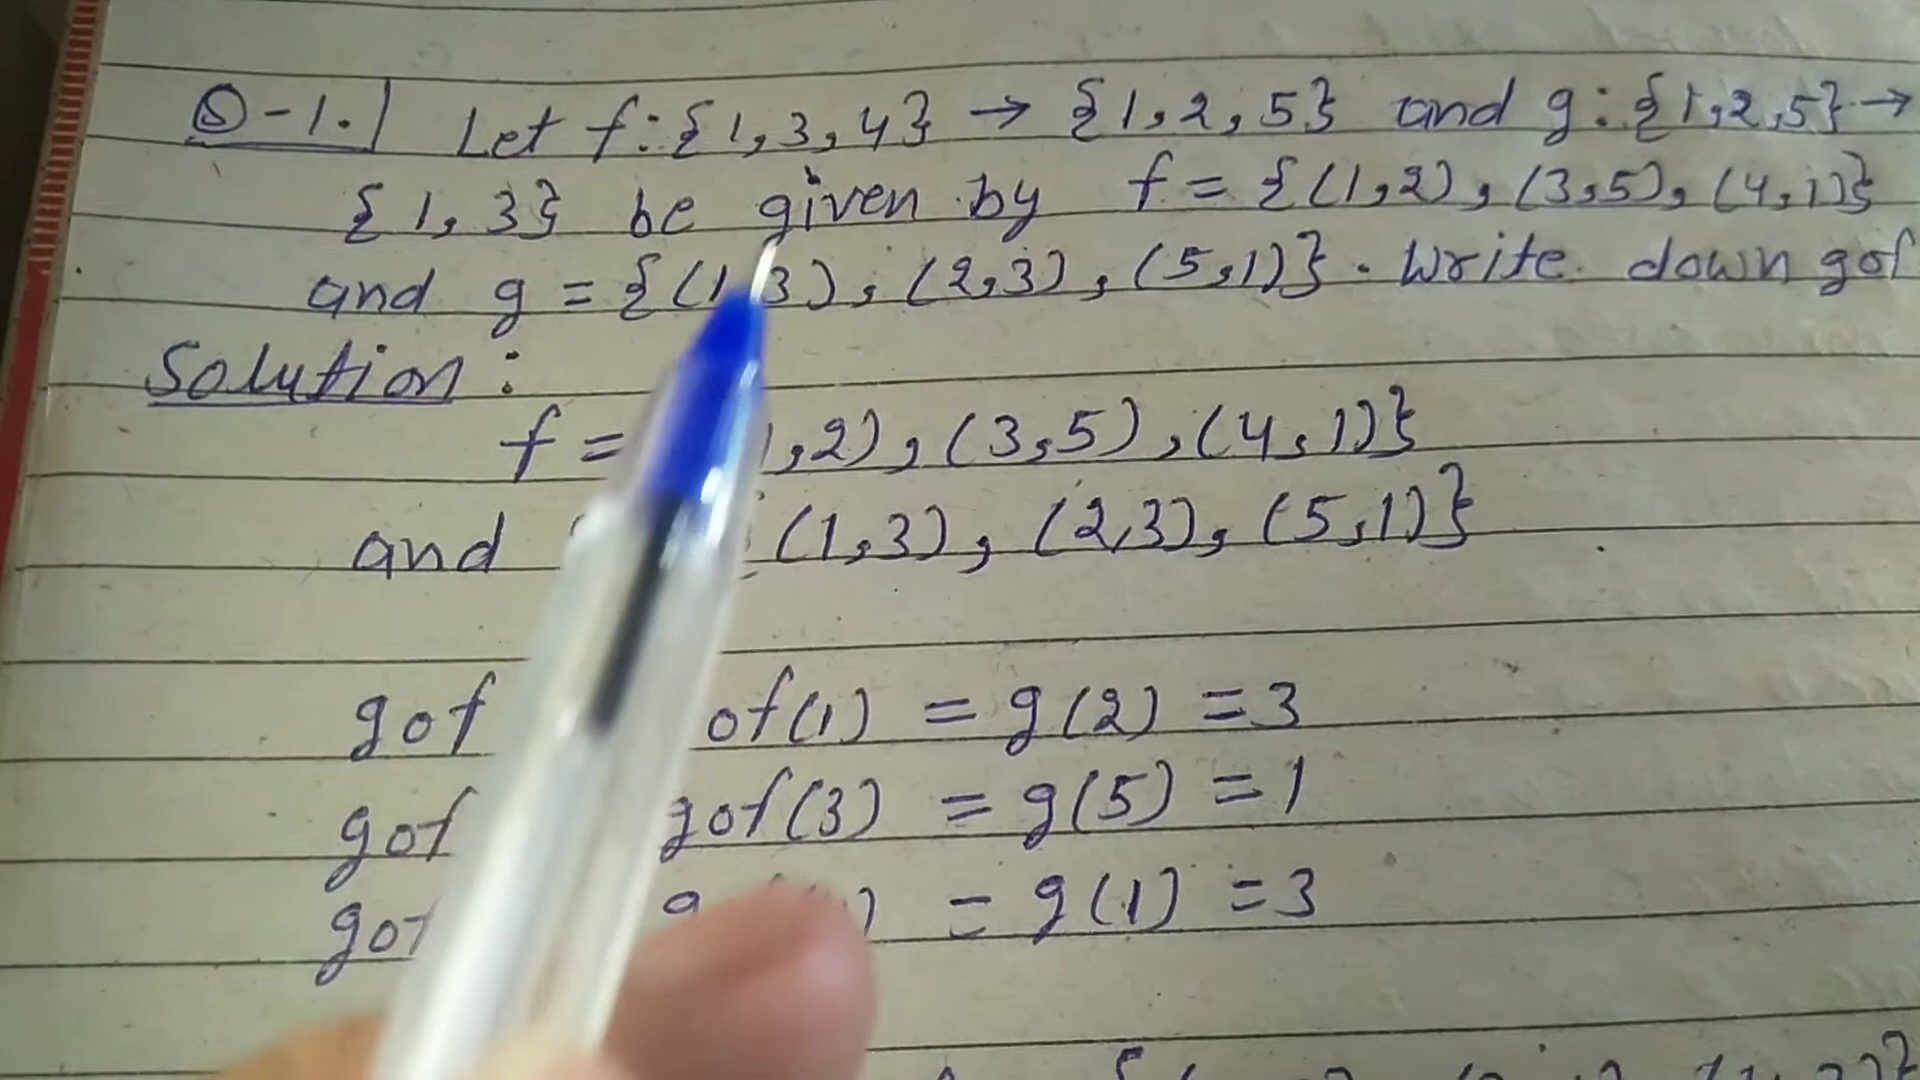 Q-1. Let f:{1,3,4} → {1,2,5} and g:{1,2,5} →
{1,3} be given by f = {(1,2),(3,5),(4,1)}
and g = {(1,3),(2,3),(5,1)}. Write down gof
Solution:
f = 1,2),(3,5),(4,1)}
and (1,3),(2,3),(5,1)}
gof of(1) = g(2) = 3
gof gof(3) = g(5) = 1
gof g ) = g(1) = 3